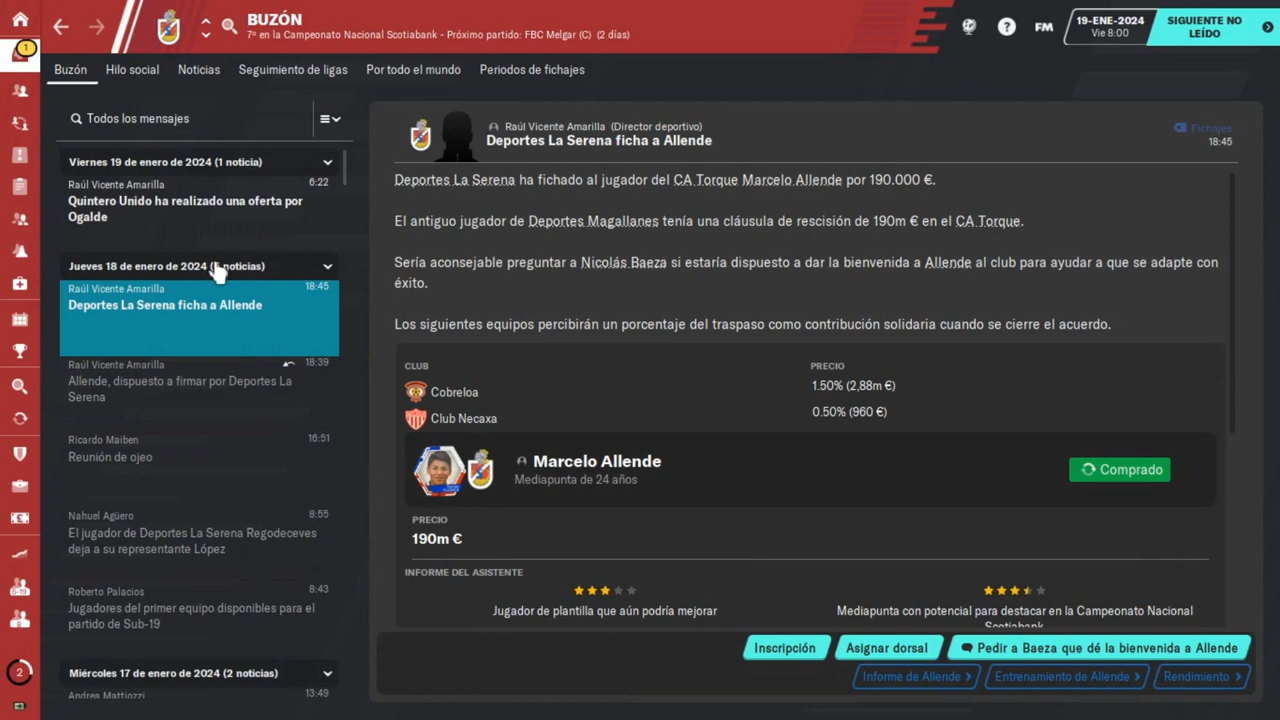 BUZÓN
7º en la Campeonato Nacional Scotiabank - Próximo partido: FBC Melgar (C) (2 días)
FM
19-ENE-2024
Vie 8:00
SIGUIENTE NO
LEÍDO
1
Buzón
Hilo social
Noticias
Seguimiento de ligas
Por todo el mundo
Periodos de fichajes
Todos los mensajes
Viernes 19 de enero de 2024 (1 noticia)
Raúl Vicente Amarilla 6:22
Quintero Unido ha realizado una oferta por
Ogalde
Jueves 18 de enero de 2024 (5 noticias)
Raúl Vicente Amarilla 18:45
Deportes La Serena ficha a Allende
Raúl Vicente Amarilla 18:39
Allende, dispuesto a firmar por Deportes La
Serena
Ricardo Maiben 16:51
Reunión de ojeo
Nahuel Agüero 8:55
El jugador de Deportes La Serena Regodeceves
deja a su representante López
Roberto Palacios 8:43
Jugadores del primer equipo disponibles para el
partido de Sub-19
Miércoles 17 de enero de 2024 (2 noticias)
Andrea Mattiozzi 13:49
2
Raúl Vicente Amarilla (Director deportivo)
Deportes La Serena ficha a Allende
Fichajes
18:45
Deportes La Serena ha fichado al jugador del CA Torque Marcelo Allende por 190.000 €.
El antiguo jugador de Deportes Magallanes tenía una cláusula de rescisión de 190m € en el CA Torque.
Sería aconsejable preguntar a Nicolás Baeza si estaría dispuesto a dar la bienvenida a Allende al club para ayudar a que se adapte con
éxito.
Los siguientes equipos percibirán un porcentaje del traspaso como contribución solidaria cuando se cierre el acuerdo.
CLUB PRECIO
Cobreloa 1.50% (2,88m €)
Club Necaxa 0.50% (960 €)
Marcelo Allende
Mediapunta de 24 años
Comprado
PRECIO
190m €
INFORME DEL ASISTENTE
Jugador de plantilla que aún podría mejorar
Mediapunta con potencial para destacar en la Campeonato Nacional
Scotiabank
Inscripción
Asignar dorsal
Pedir a Baeza que dé la bienvenida a Allende
Informe de Allende
Entrenamiento de Allende
Rendimiento